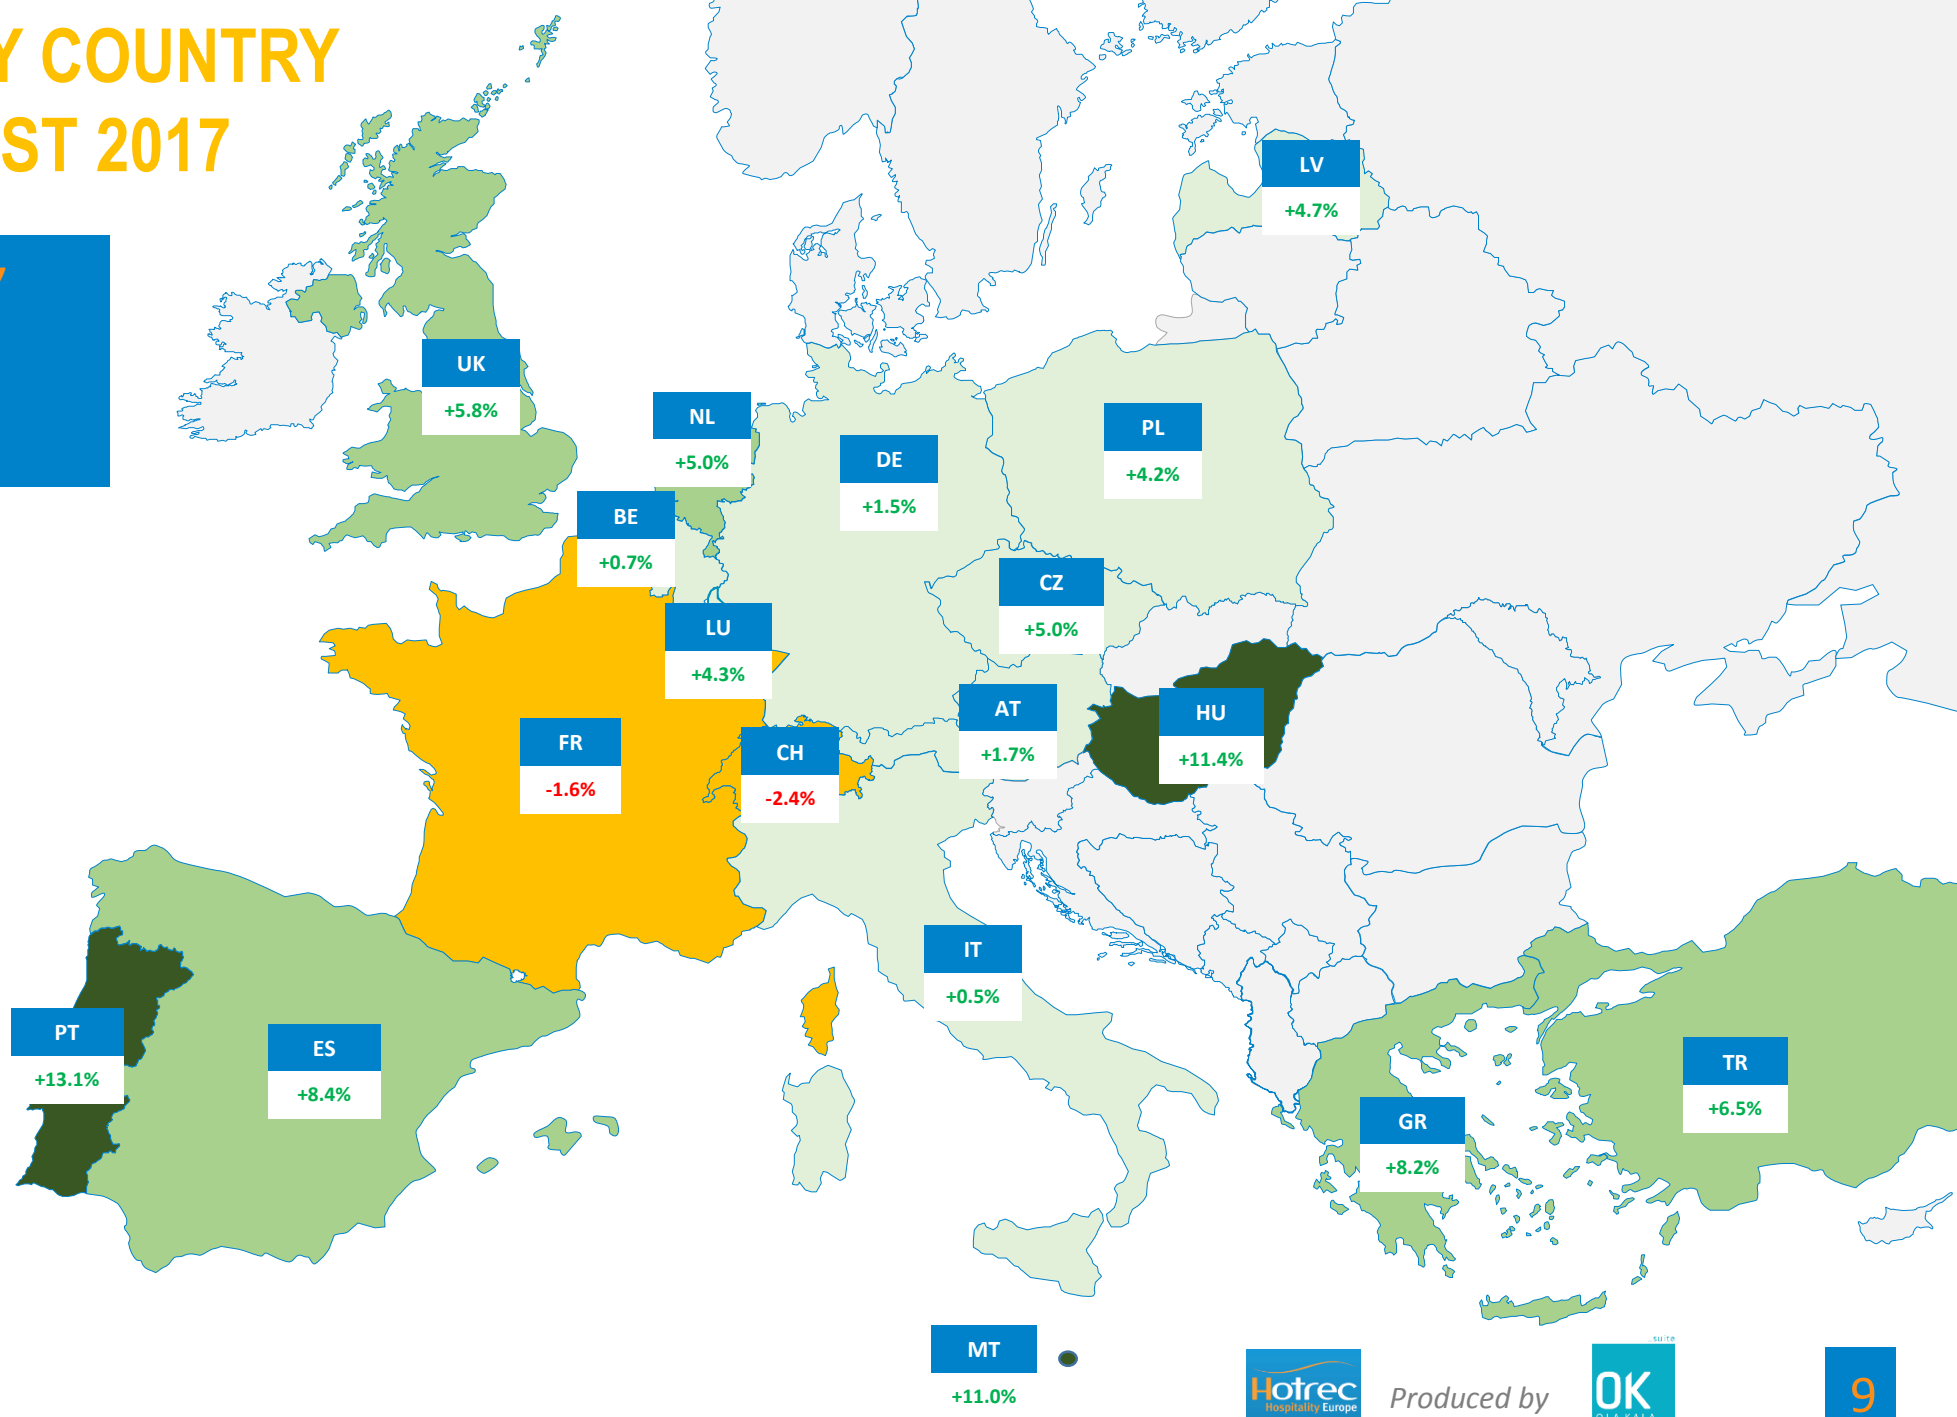 Y COUNTRY
ST 2017
LV
+4.7%
UK
+5.8%
NL
+5.0%
PL
+4.2%
DE
+1.5%
BE
+0.7%
CZ
+5.0%
LU
+4.3%
AT
+1.7%
HU
+11.4%
FR
-1.6%
CH
-2.4%
IT
+0.5%
PT
+13.1%
ES
+8.4%
TR
+6.5%
GR
+8.2%
MT
+11.0%
Hotrec
Hospitality Europe
Produced by
suite
OK
9